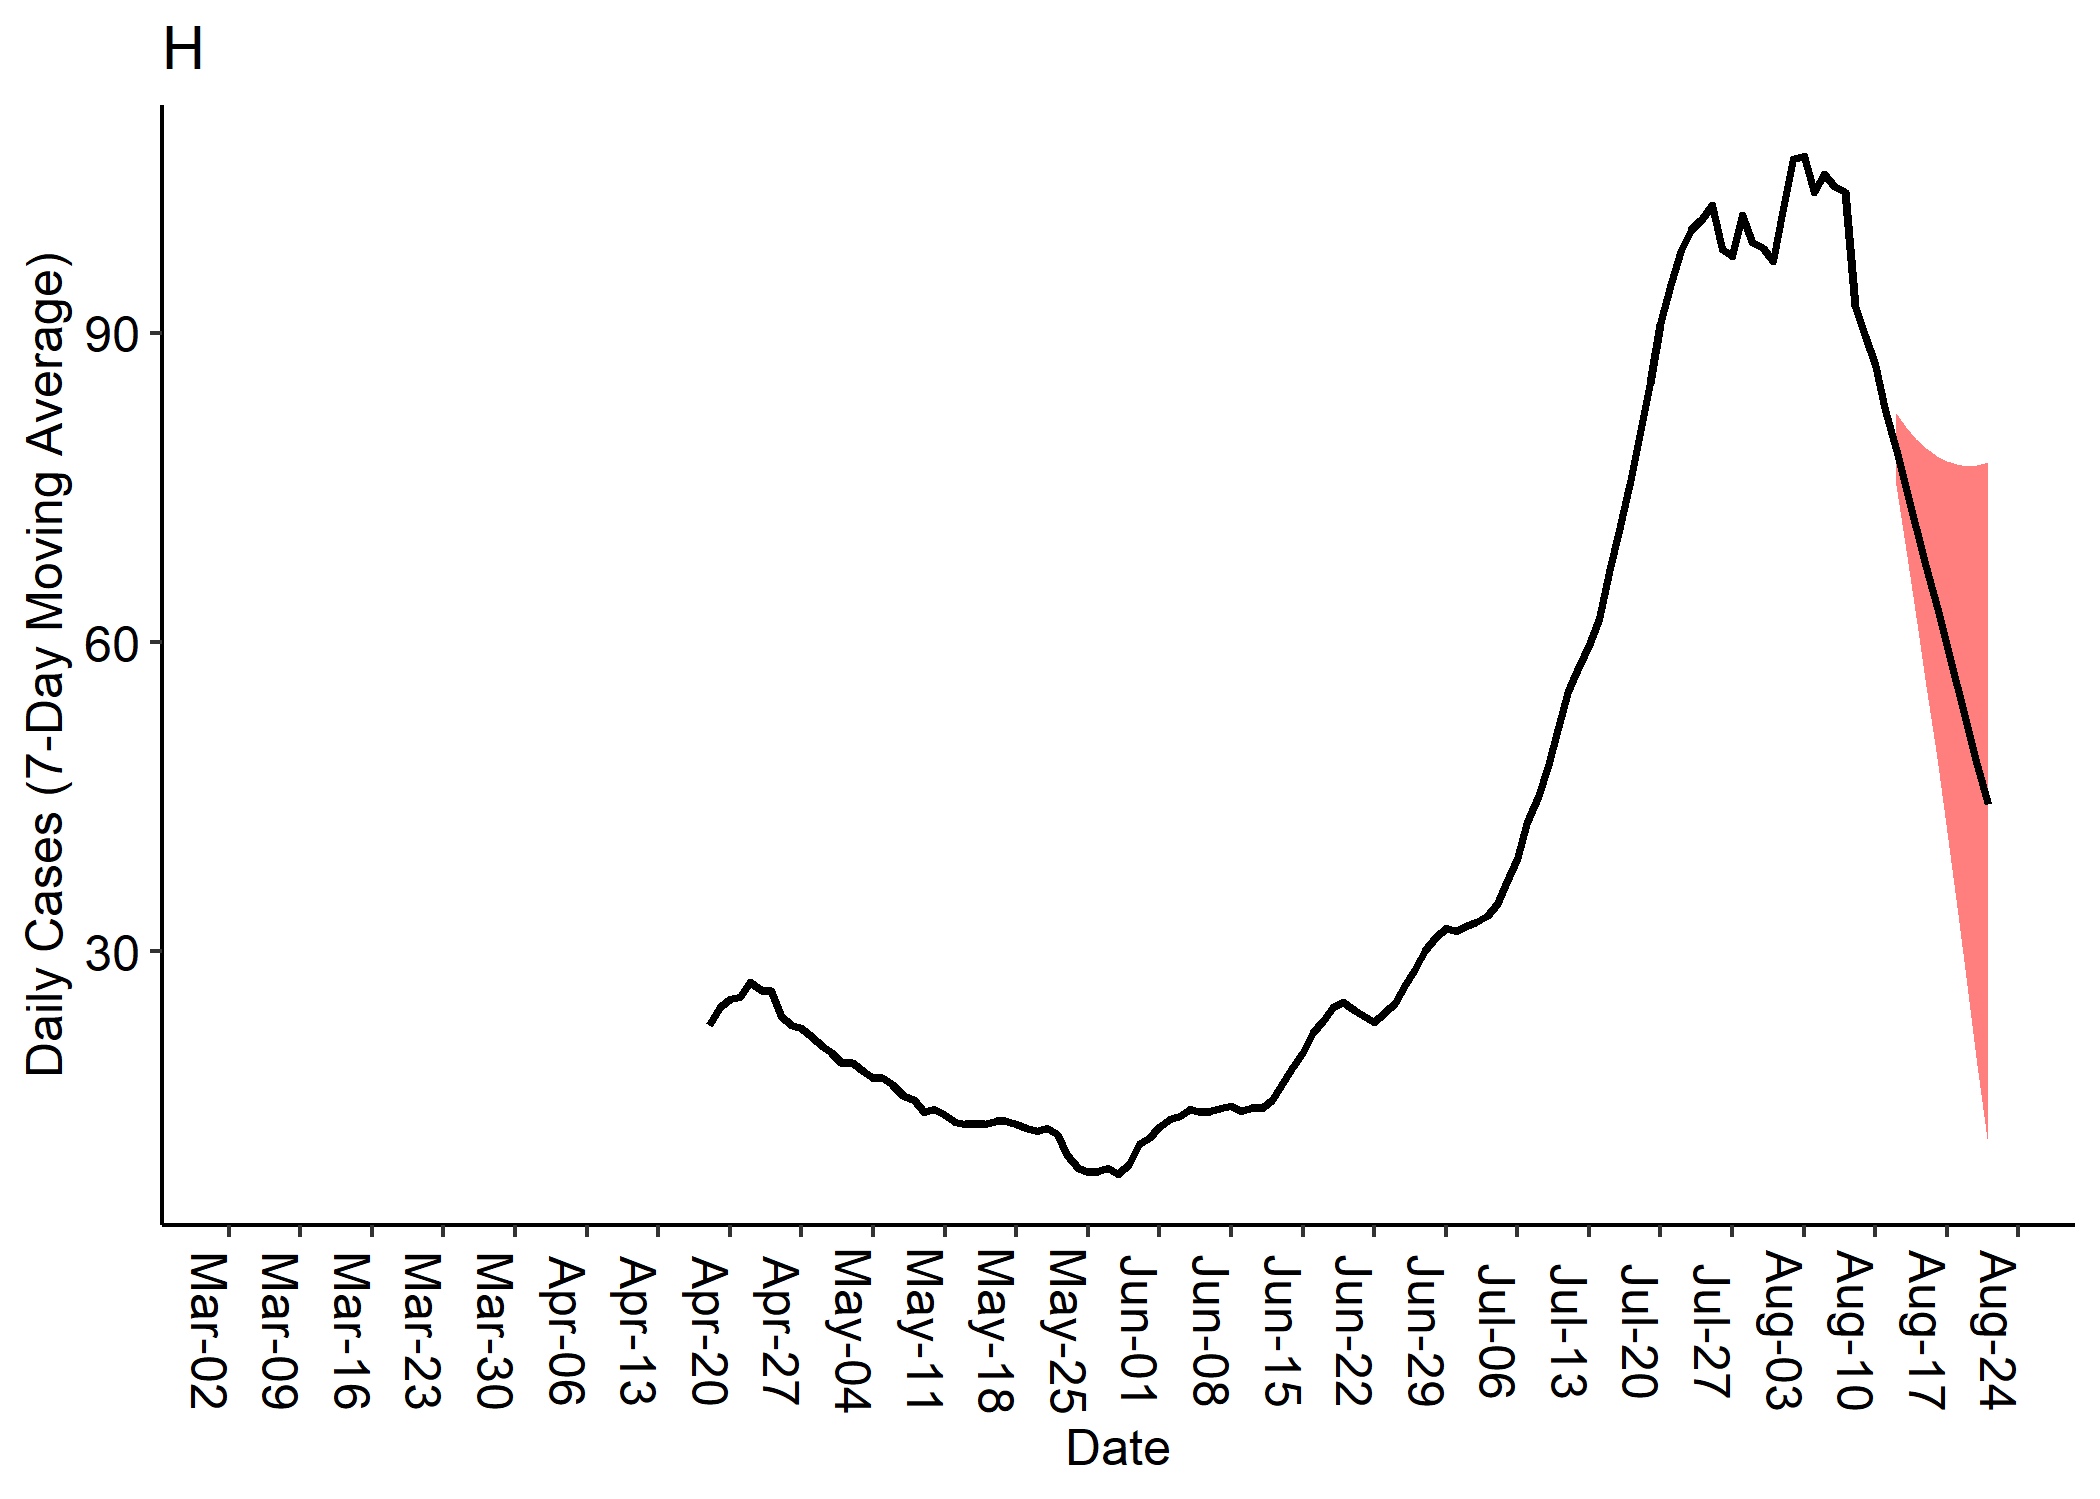 H
Daily Cases (7-Day Moving Average)
90
60
30
Mar-02
Mar-09
Mar-16
Mar-23
Mar-30
Apr-06
Apr-13
Apr-20
Apr-27
May-04
May-11
May-18
May-25
Jun-01
Jun-08
Jun-15
Jun-22
Jun-29
Jul-06
Jul-13
Jul-20
Jul-27
Aug-03
Aug-10
Aug-17
Aug-24
Date